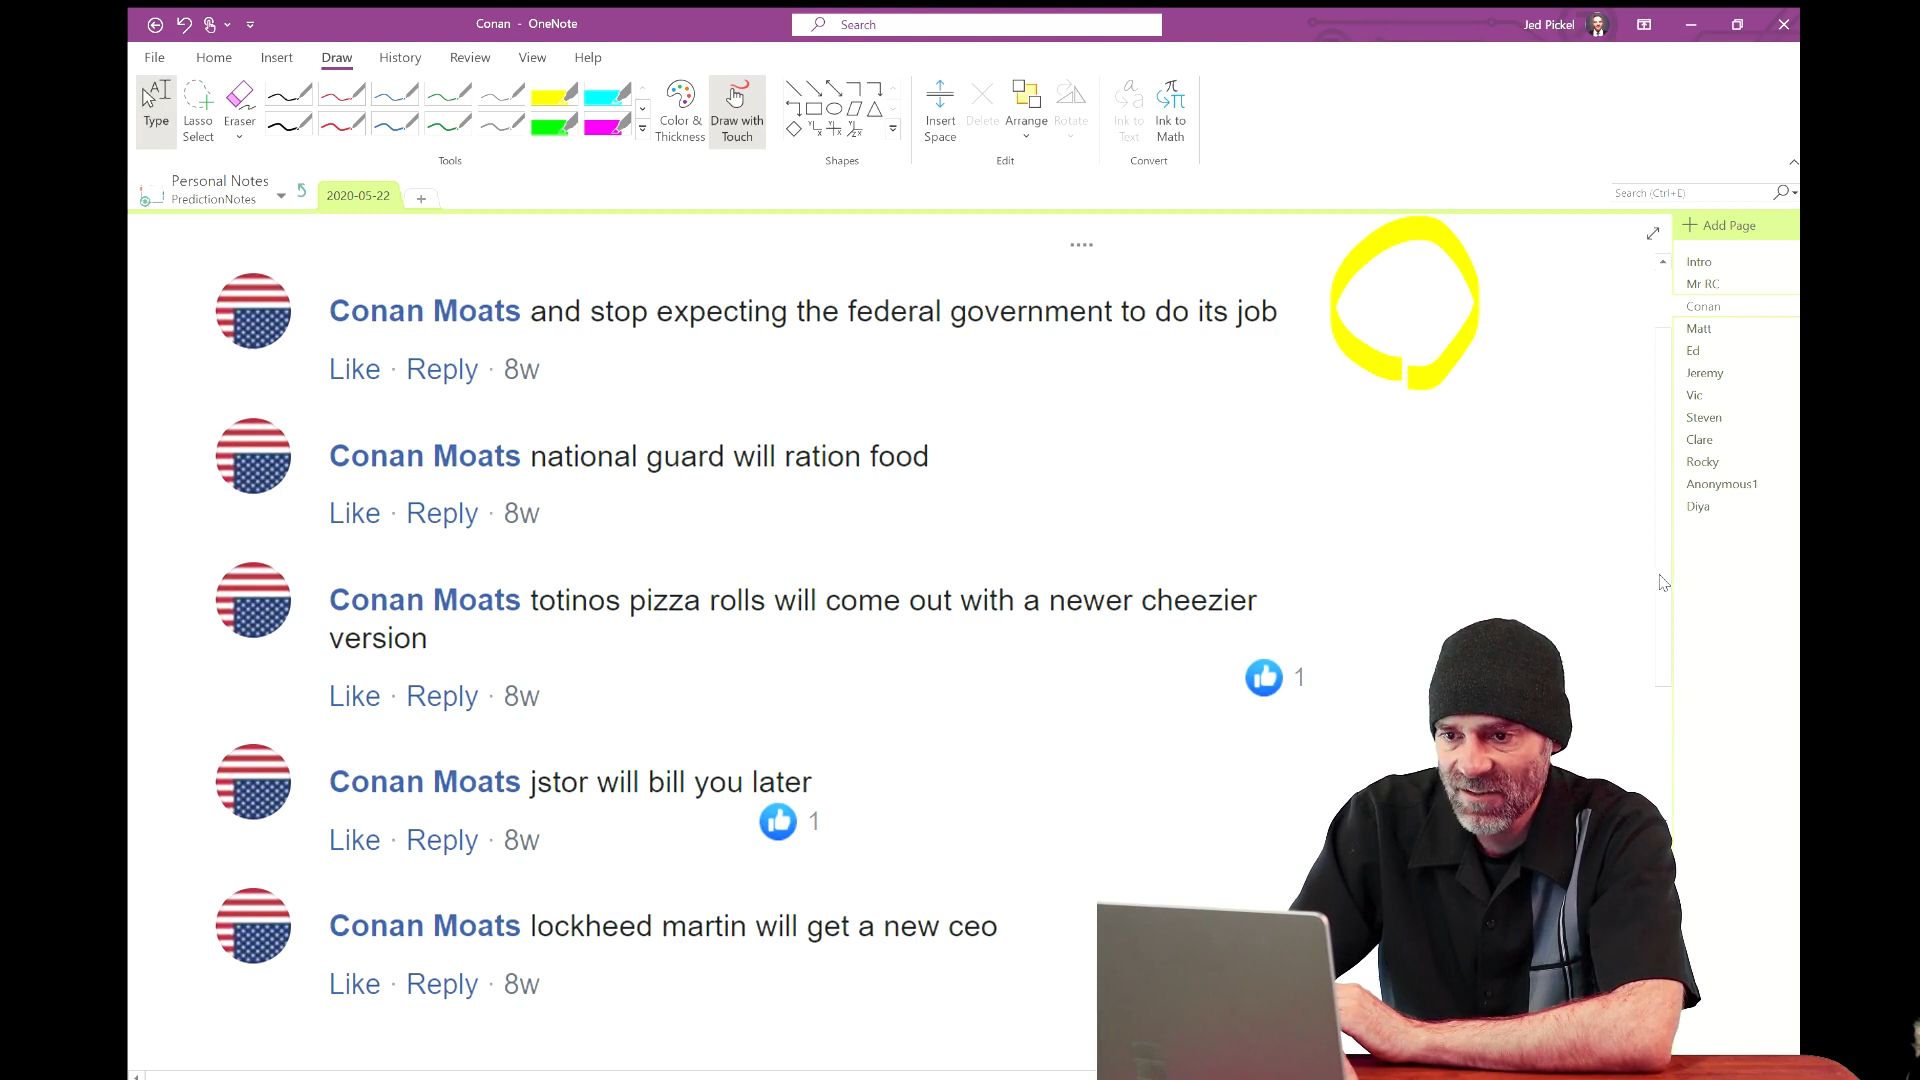 Conan - OneNote
Search
Jed Pickel
File Home Insert Draw History Review View Help
Type
Lasso Select
Eraser
Color & Thickness
Draw with Touch
Insert Space
Delete
Arrange
Rotate
Ink to Text
Ink to Math
Tools
Shapes
Edit
Convert
Personal Notes
PredictionNotes
2020-05-22
Search (Ctrl+E)
Add Page
Intro
Mr RC
Conan
Matt
Ed
Jeremy
Vic
Steven
Clare
Rocky
Anonymous1
Diya
Conan Moats and stop expecting the federal government to do its job
Like · Reply · 8w
Conan Moats national guard will ration food
Like · Reply · 8w
Conan Moats totinos pizza rolls will come out with a newer cheezier
version
1
Like · Reply · 8w
Conan Moats jstor will bill you later
1
Like · Reply · 8w
Conan Moats lockheed martin will get a new ceo
Like · Reply · 8w